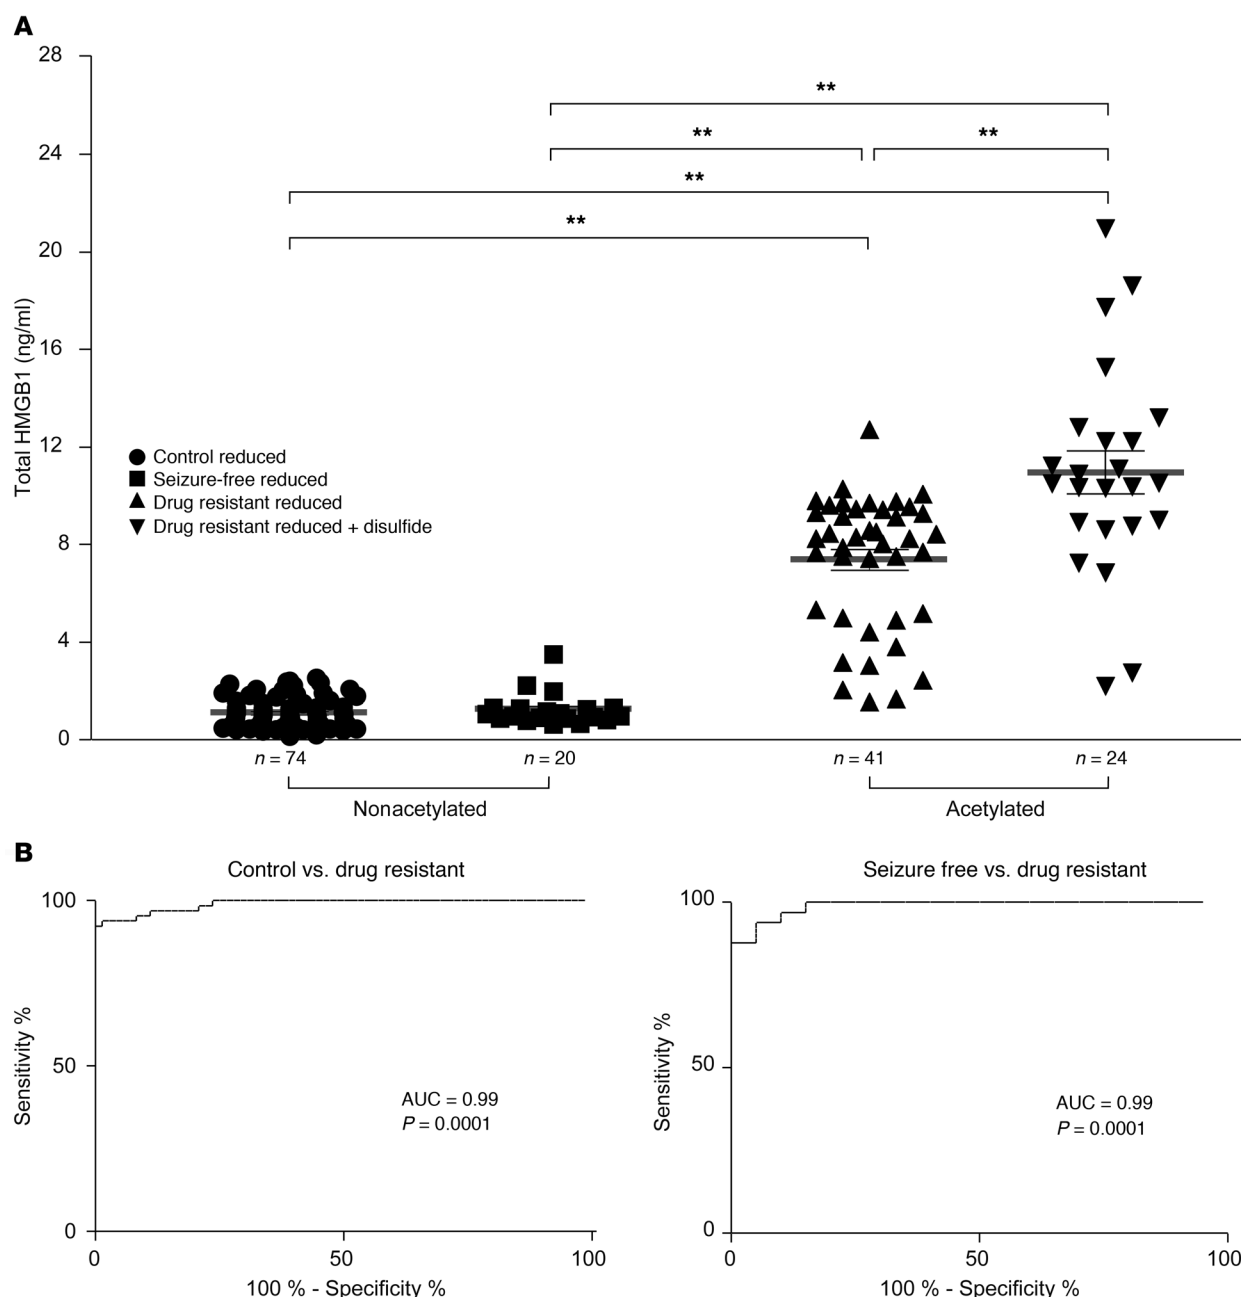 A
28
24
20
16
12
8
4
0
Total HMGB1 (ng/ml)
**
**
**
**
**
Control reduced
Seizure-free reduced
Drug resistant reduced
Drug resistant reduced + disulfide
n = 74
n = 20
n = 41
n = 24
Nonacetylated
Acetylated
B
Control vs. drug resistant
100
50
0
Sensitivity %
AUC = 0.99
P = 0.0001
0
50
100
100 % - Specificity %
Seizure free vs. drug resistant
100
50
0
Sensitivity %
AUC = 0.99
P = 0.0001
0
50
100
100 % - Specificity %